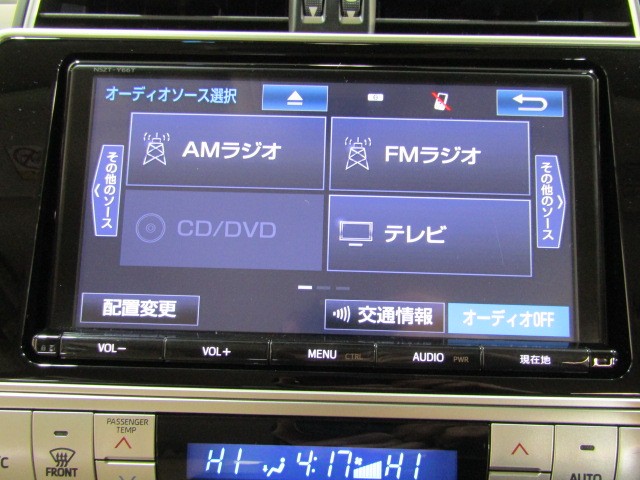 NSZT-Y66T
オーディオソース選択
AMラジオ
FMラジオ
その他のソース
その他のソース
CD/DVD
テレビ
配置変更
交通情報
オーディオOFF
VOL−
VOL+
MENU CTRL
AUDIO PWR
現在地
PASSENGER
TEMP
FRONT
HI 4:17 HI
AUTO